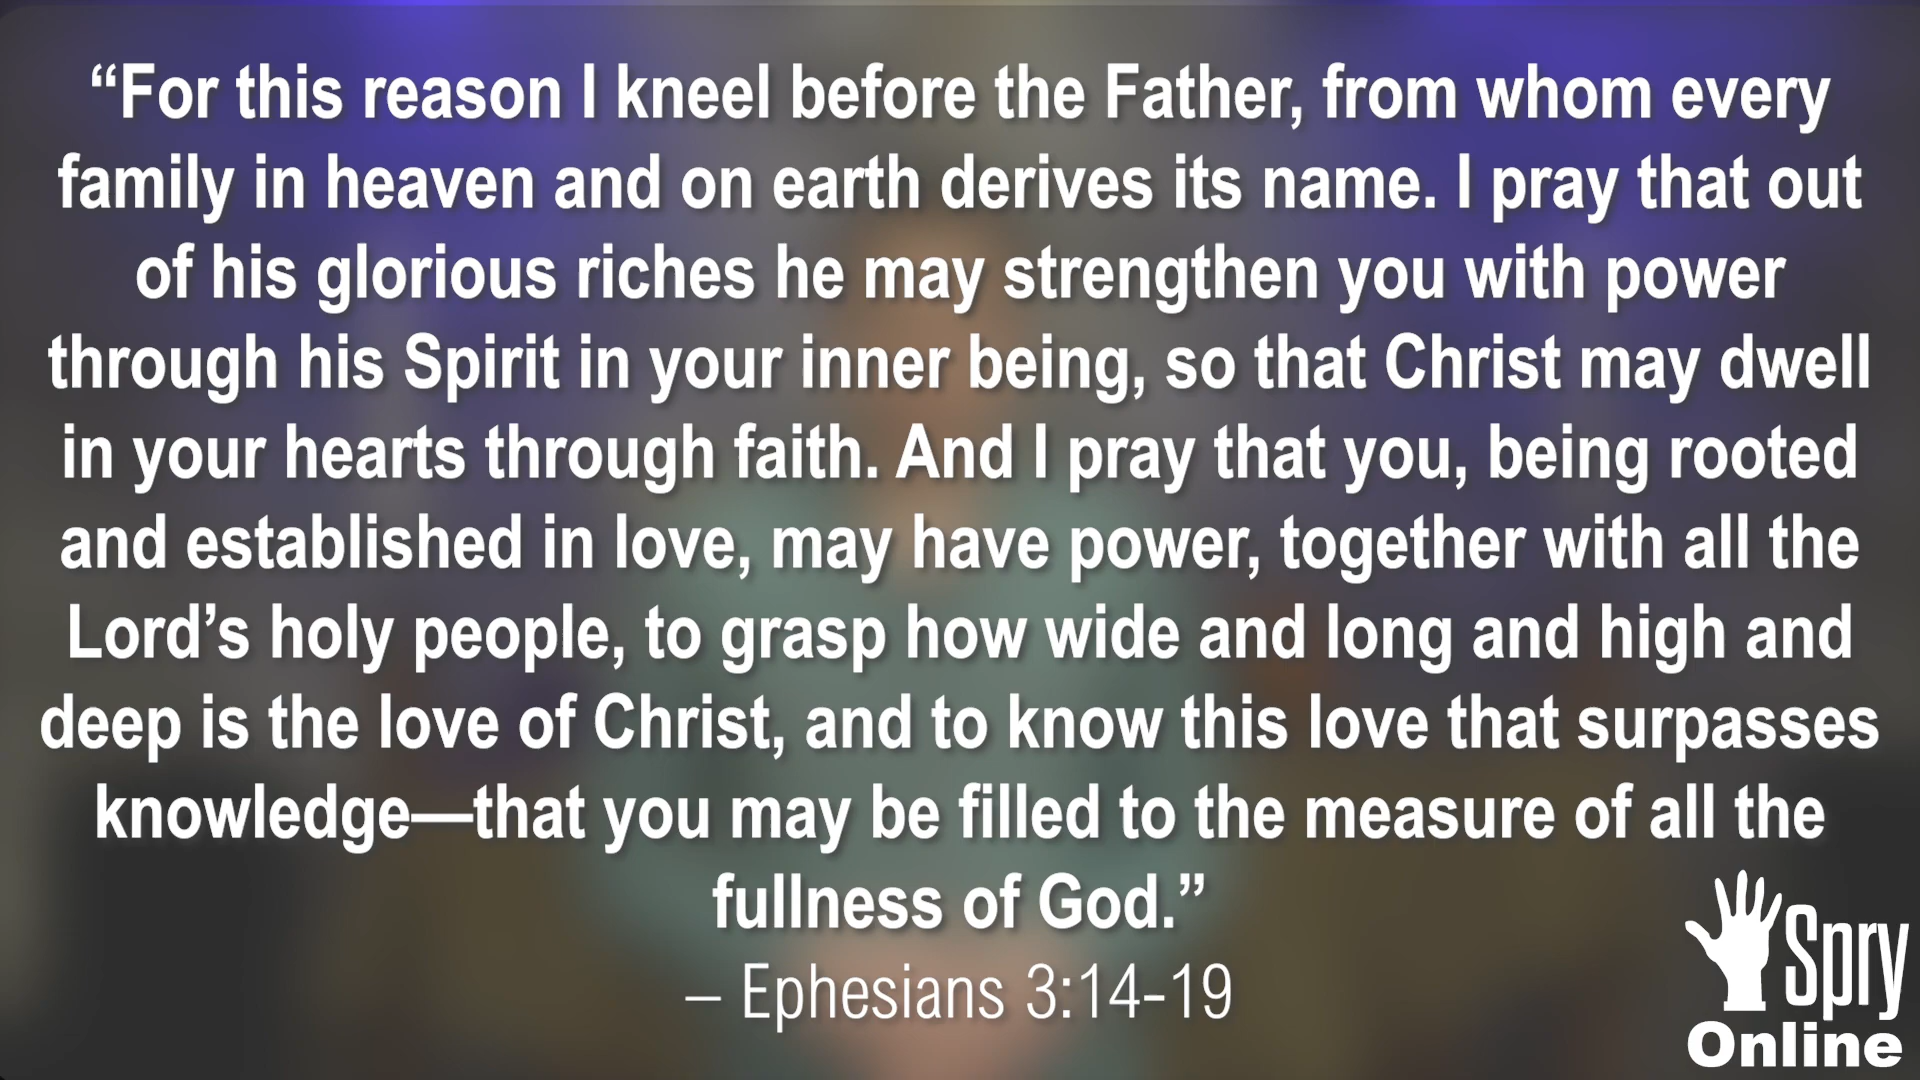 “For this reason I kneel before the Father, from whom every
family in heaven and on earth derives its name. I pray that out
of his glorious riches he may strengthen you with power
through his Spirit in your inner being, so that Christ may dwell
in your hearts through faith. And I pray that you, being rooted
and established in love, may have power, together with all the
Lord’s holy people, to grasp how wide and long and high and
deep is the love of Christ, and to know this love that surpasses
knowledge—that you may be filled to the measure of all the
fullness of God.”
– Ephesians 3:14-19
Spry
Online